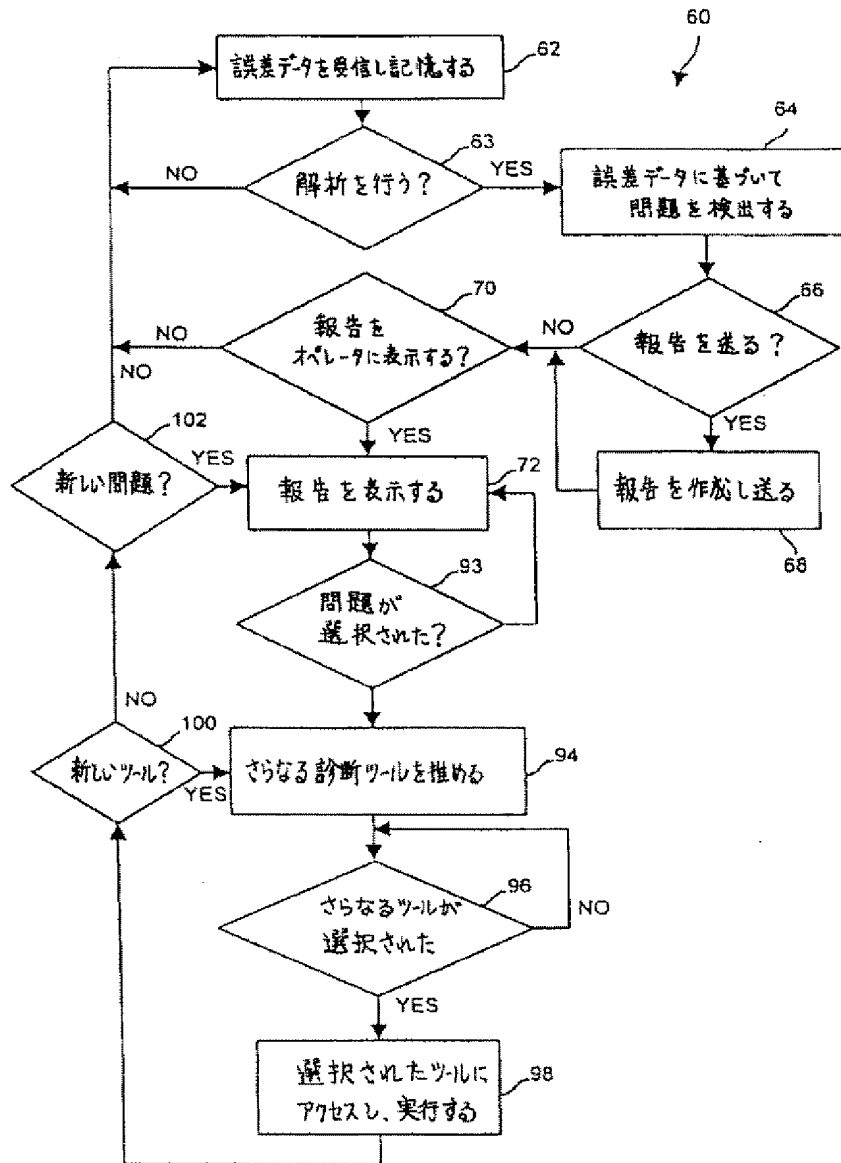 60
誤差データを受信し記憶する
62
63
解析を行う?
NO
YES
64
誤差データに基づいて
問題を検出する
70
報告を
オペレータに表示する?
NO
YES
66
報告を送る?
NO
YES
報告を作成し送る
68
NO
102
新しい問題?
YES
72
報告を表示する
93
問題が
選択された?
NO
100
新しいツール?
YES
さらなる診断ツールを推める
94
96
さらなるツールが
選択された
NO
YES
選択されたツールに
アクセスし、実行する
98